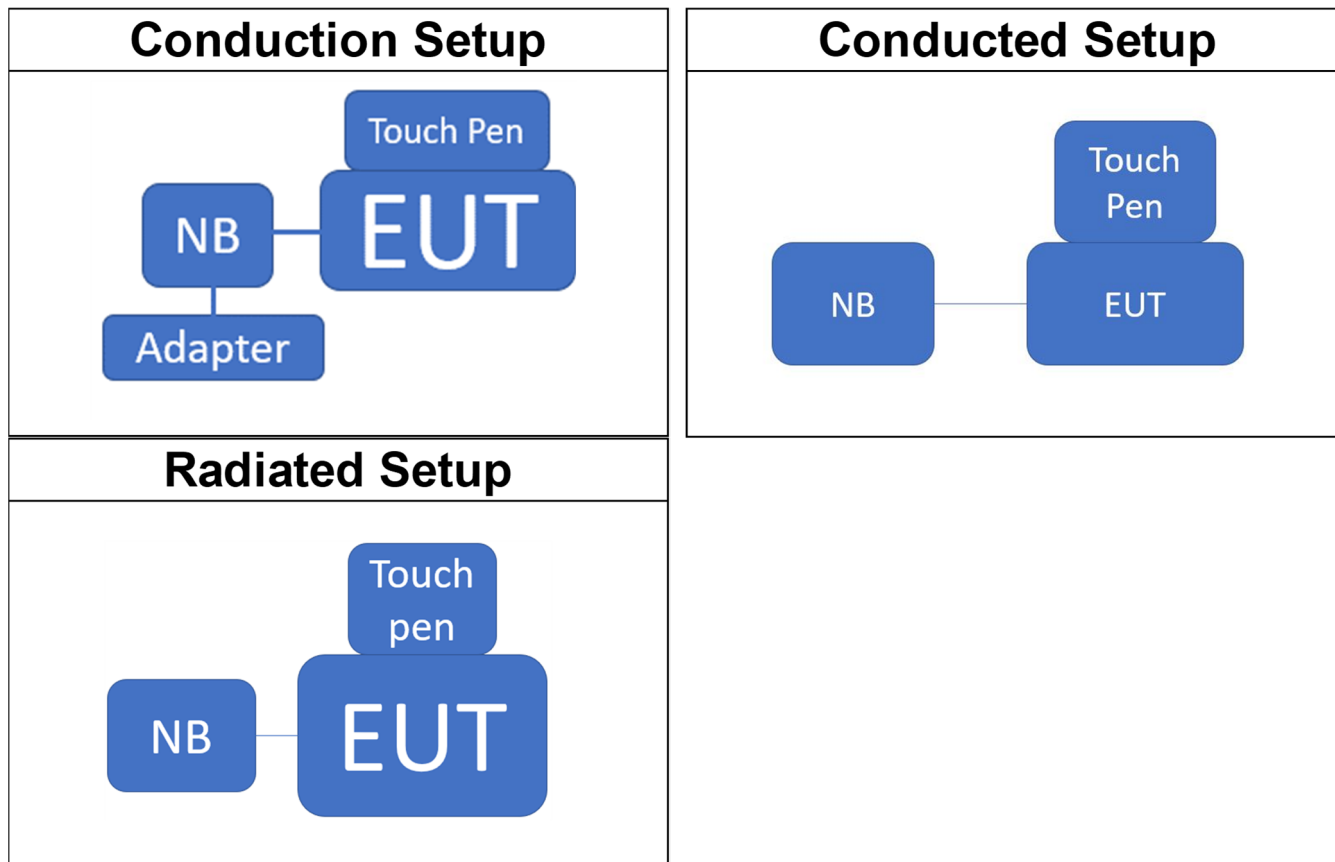 Conduction Setup
Touch Pen
NB
EUT
Adapter
Conducted Setup
Touch
Pen
NB
EUT
Radiated Setup
Touch
pen
NB
EUT